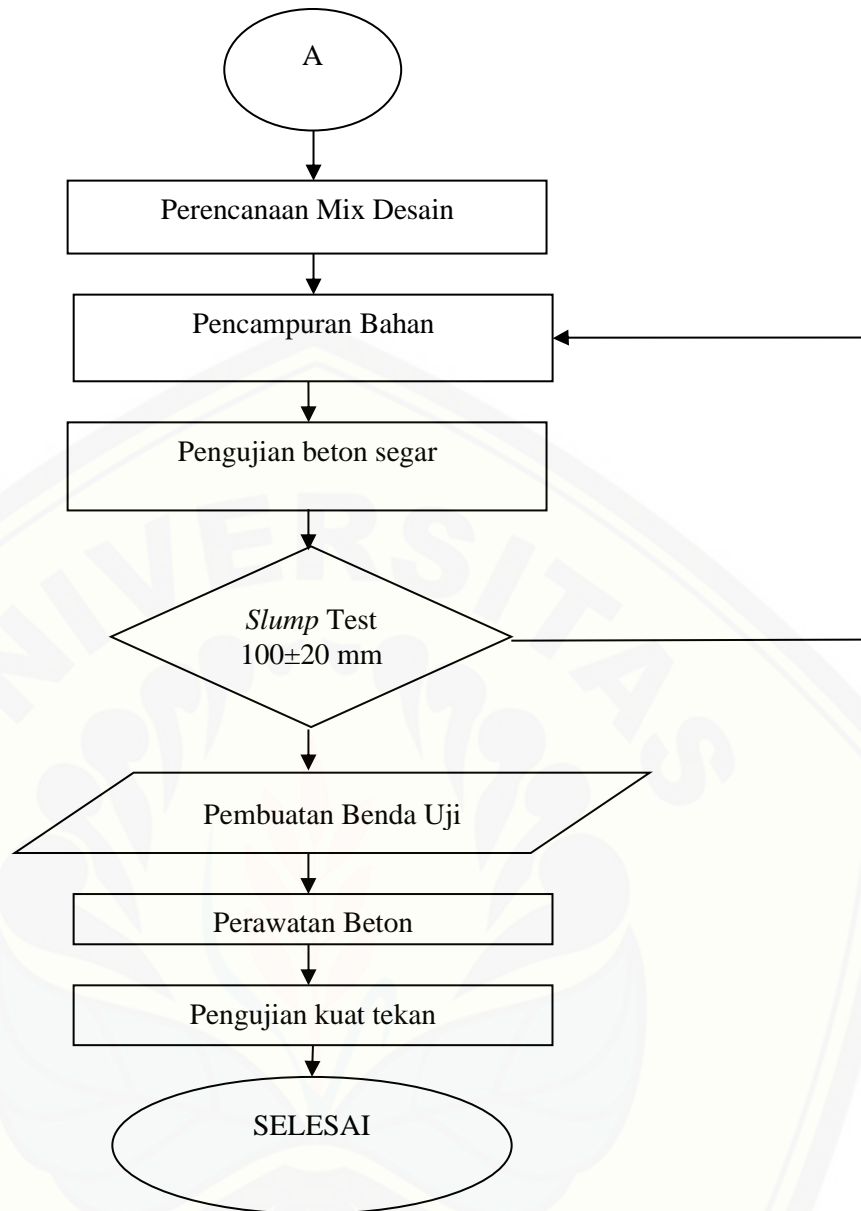 A
Perencanaan Mix Desain
Pencampuran Bahan
Pengujian beton segar
Slump Test
100±20 mm
Pembuatan Benda Uji
Perawatan Beton
Pengujian kuat tekan
SELESAI
NIVERSITAS